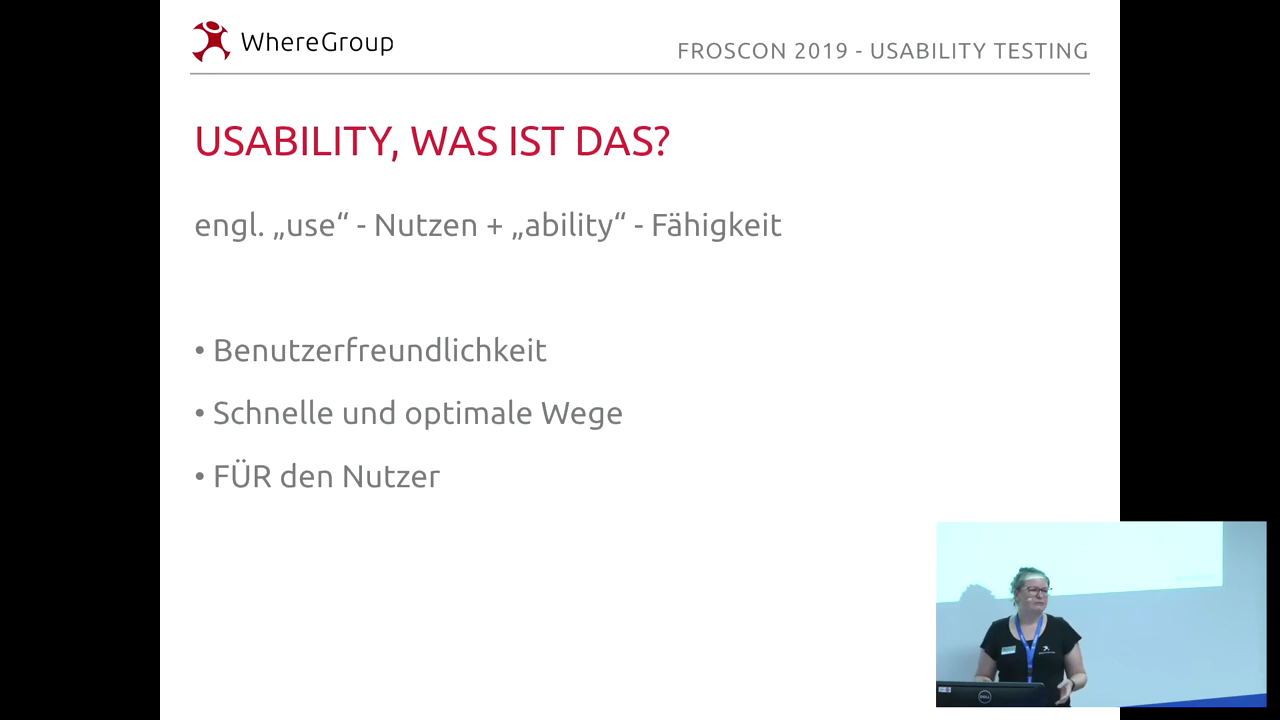 WhereGroup
FROSCON 2019 - USABILITY TESTING
USABILITY, WAS IST DAS?
engl. „use“ - Nutzen + „ability“ - Fähigkeit
• Benutzerfreundlichkeit
• Schnelle und optimale Wege
• FÜR den Nutzer
DELL